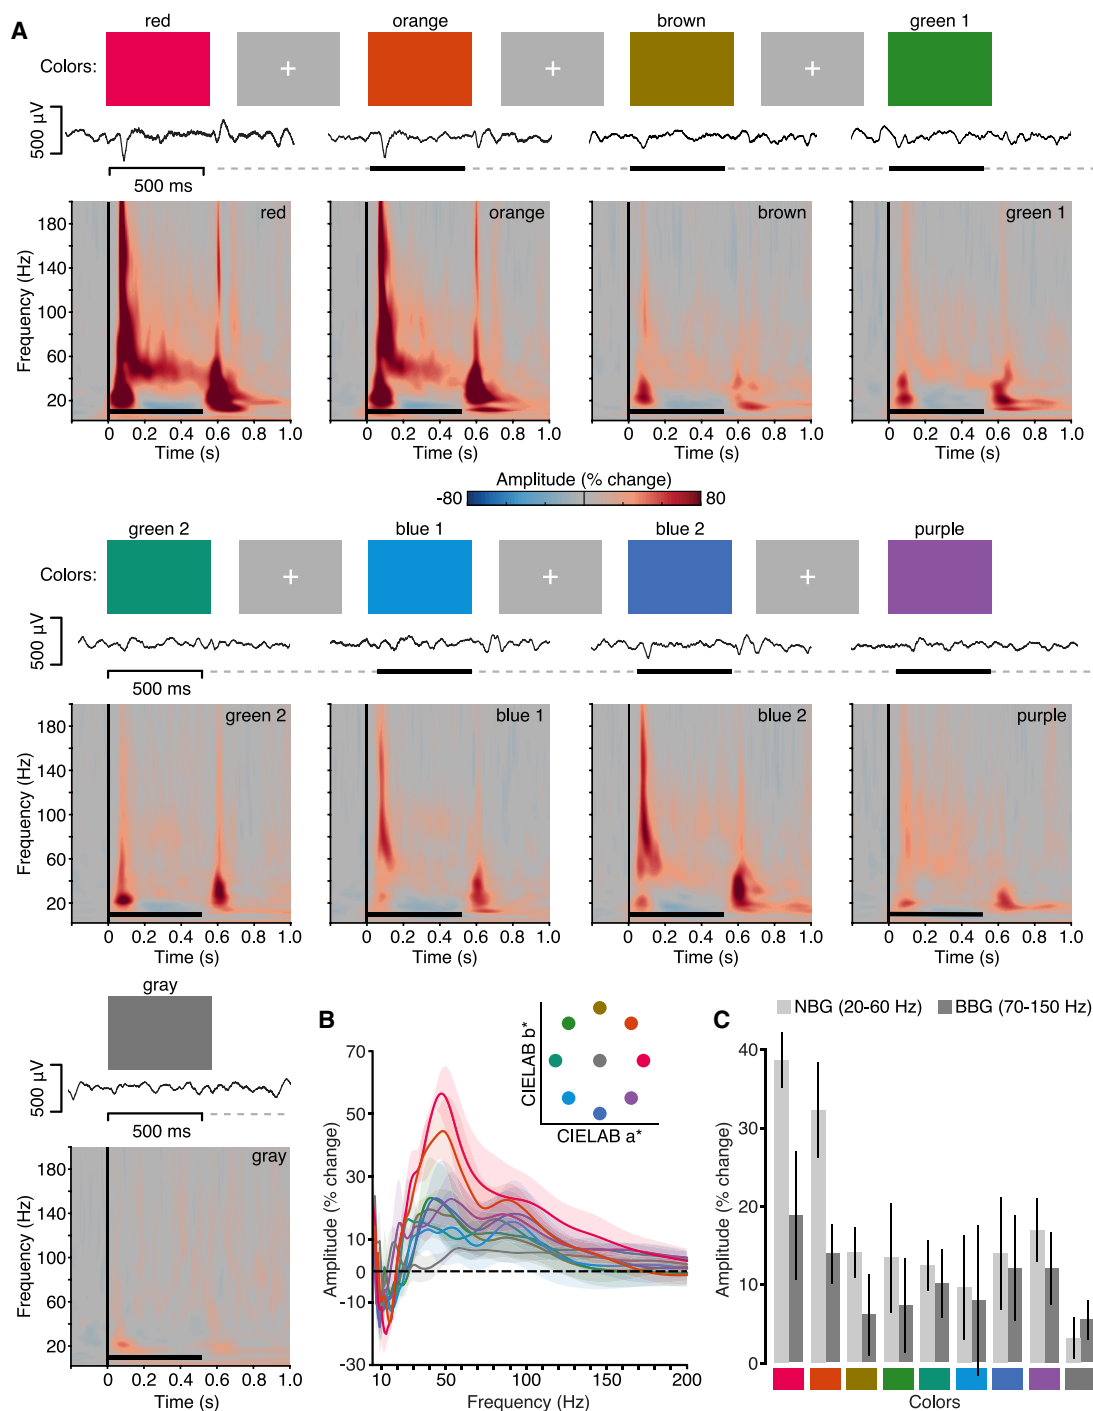 A
red orange brown green 1
Colors:
500 µV
500 ms
red orange brown green 1
Frequency (Hz)
180
140
100
60
20
0 0.2 0.4 0.6 0.8 1.0 0 0.2 0.4 0.6 0.8 1.0 0 0.2 0.4 0.6 0.8 1.0 0 0.2 0.4 0.6 0.8 1.0
Time (s) Time (s) Time (s) Time (s)
Amplitude (% change)
-80 80
green 2 blue 1 blue 2 purple
Colors:
500 µV
500 ms
green 2 blue 1 blue 2 purple
Frequency (Hz)
180
140
100
60
20
0 0.2 0.4 0.6 0.8 1.0 0 0.2 0.4 0.6 0.8 1.0 0 0.2 0.4 0.6 0.8 1.0 0 0.2 0.4 0.6 0.8 1.0
Time (s) Time (s) Time (s) Time (s)
gray
500 µV
500 ms
gray
Frequency (Hz)
180
140
100
60
20
0 0.2 0.4 0.6 0.8 1.0
Time (s)
B
CIELAB b*
CIELAB a*
Amplitude (% change)
70
50
30
10
0
-10
-30
10 50 100 150 200
Frequency (Hz)
C
NBG (20-60 Hz) BBG (70-150 Hz)
Amplitude (% change)
40
30
20
10
0
Colors